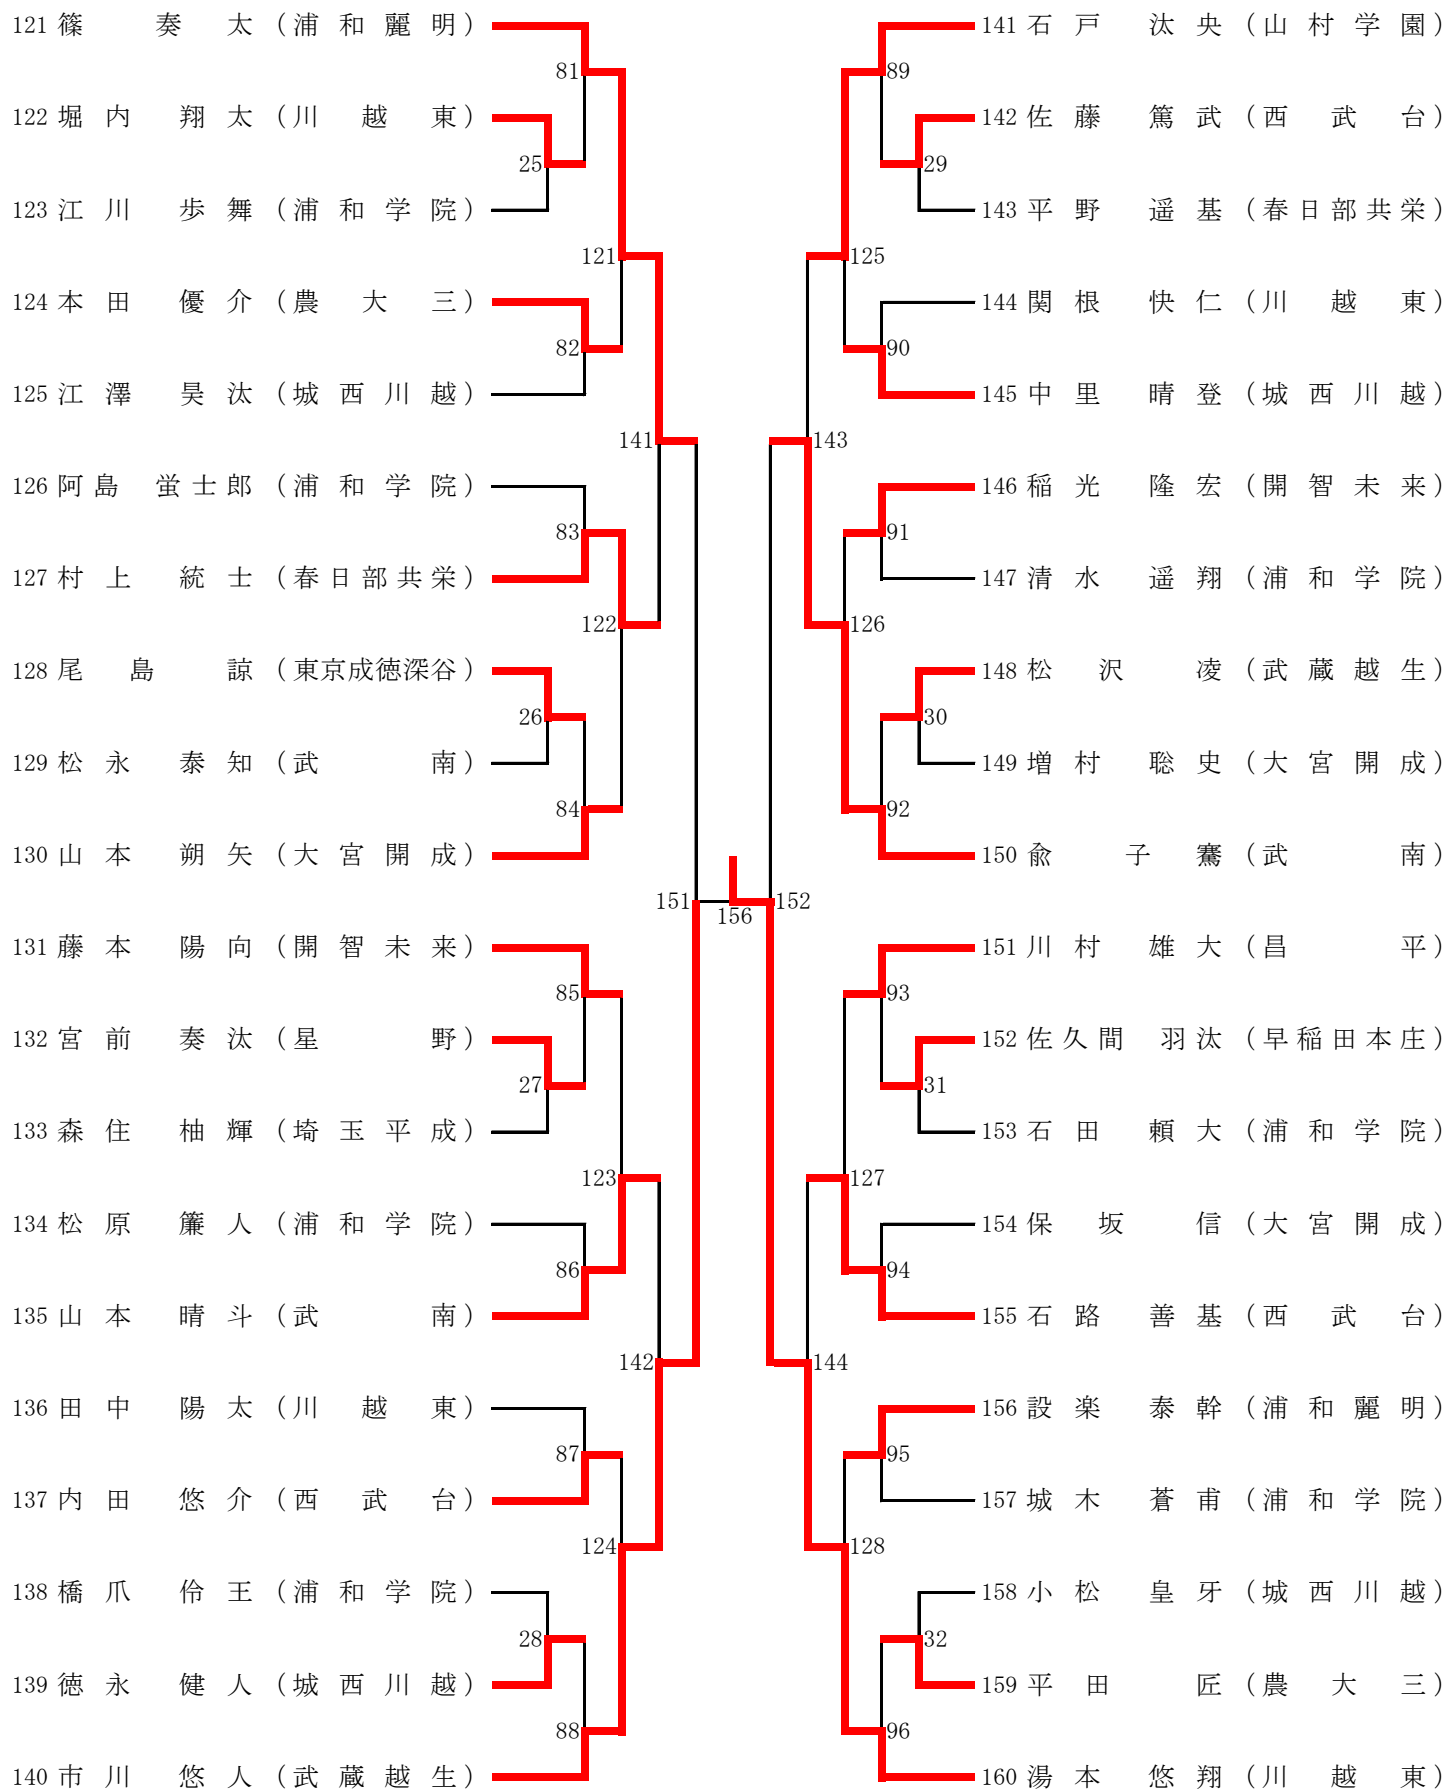 121 篠 奏 太 (浦 和 麗 明)
81
122 堀 内 翔 太 (川 越 東)
25
123 江 川 歩 舞 (浦 和 学 院)
121
124 本 田 優 介 (農 大 三)
82
125 江 澤 昊 汰 (城 西 川 越)
141
126 阿 島 蛍 士 郎 (浦 和 学 院)
83
127 村 上 統 士 (春 日 部 共 栄)
122
128 尾 島 諒 (東京成徳深谷)
26
129 松 永 泰 知 (武 南)
84
130 山 本 朔 矢 (大 宮 開 成)
151
131 藤 本 陽 向 (開 智 未 来)
85
132 宮 前 奏 汰 (星 野)
27
133 森 住 柚 輝 (埼 玉 平 成)
123
134 松 原 簾 人 (浦 和 学 院)
86
135 山 本 晴 斗 (武 南)
142
136 田 中 陽 太 (川 越 東)
87
137 内 田 悠 介 (西 武 台)
124
138 橋 爪 伶 王 (浦 和 学 院)
28
139 徳 永 健 人 (城 西 川 越)
88
140 市 川 悠 人 (武 蔵 越 生)
156
141 石 戸 汰 央 (山 村 学 園)
89
142 佐 藤 篤 武 (西 武 台)
29
143 平 野 遥 基 (春 日 部 共 栄)
125
144 関 根 快 仁 (川 越 東)
90
145 中 里 晴 登 (城 西 川 越)
143
146 稲 光 隆 宏 (開 智 未 来)
91
147 清 水 遥 翔 (浦 和 学 院)
126
148 松 沢 凌 (武 蔵 越 生)
30
149 増 村 聡 史 (大 宮 開 成)
92
150 兪 子 騫 (武 南)
152
151 川 村 雄 大 (昌 平)
93
152 佐 久 間 羽 汰 (早 稲 田 本 庄)
31
153 石 田 頼 大 (浦 和 学 院)
127
154 保 坂 信 (大 宮 開 成)
94
155 石 路 善 基 (西 武 台)
144
156 設 楽 泰 幹 (浦 和 麗 明)
95
157 城 木 蒼 甫 (浦 和 学 院)
128
158 小 松 皇 牙 (城 西 川 越)
32
159 平 田 匠 (農 大 三)
96
160 湯 本 悠 翔 (川 越 東)